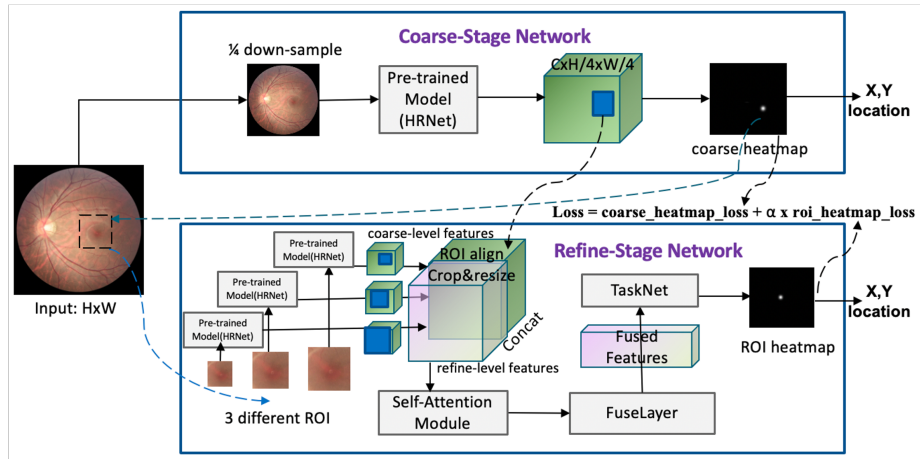 Coarse-Stage Network
¼ down-sample
Pre-trained
Model
(HRNet)
CxH/4xW/4
X,Y
location
coarse heatmap
Input: HxW
Loss = coarse_heatmap_loss + α x roi_heatmap_loss
Refine-Stage Network
coarse-level features
Pre-trained
Model(HRNet)
Pre-trained
Model(HRNet)
Pre-trained
Model(HRNet)
ROI align
Crop&resize
Concat
refine-level features
3 different ROI
Self-Attention
Module
FuseLayer
Fused
Features
TaskNet
ROI heatmap
X,Y
location